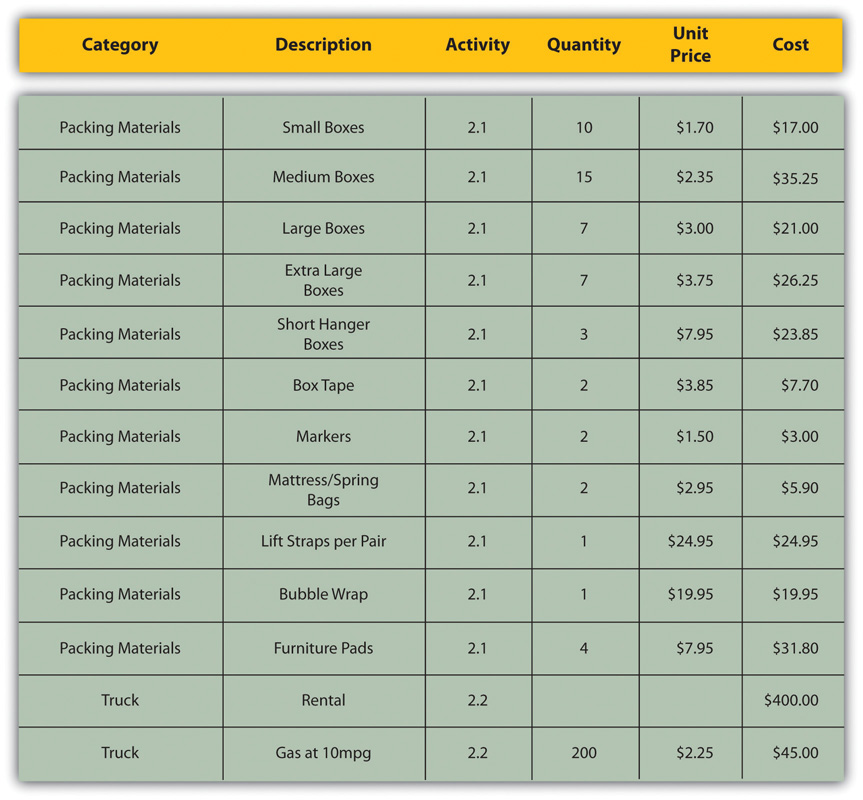 Category Description Activity Quantity Unit Price Cost
Packing Materials Small Boxes 2.1 10 $1.70 $17.00
Packing Materials Medium Boxes 2.1 15 $2.35 $35.25
Packing Materials Large Boxes 2.1 7 $3.00 $21.00
Packing Materials Extra Large Boxes 2.1 7 $3.75 $26.25
Packing Materials Short Hanger Boxes 2.1 3 $7.95 $23.85
Packing Materials Box Tape 2.1 2 $3.85 $7.70
Packing Materials Markers 2.1 2 $1.50 $3.00
Packing Materials Mattress/Spring Bags 2.1 2 $2.95 $5.90
Packing Materials Lift Straps per Pair 2.1 1 $24.95 $24.95
Packing Materials Bubble Wrap 2.1 1 $19.95 $19.95
Packing Materials Furniture Pads 2.1 4 $7.95 $31.80
Truck Rental 2.2 $400.00
Truck Gas at 10mpg 2.2 200 $2.25 $45.00